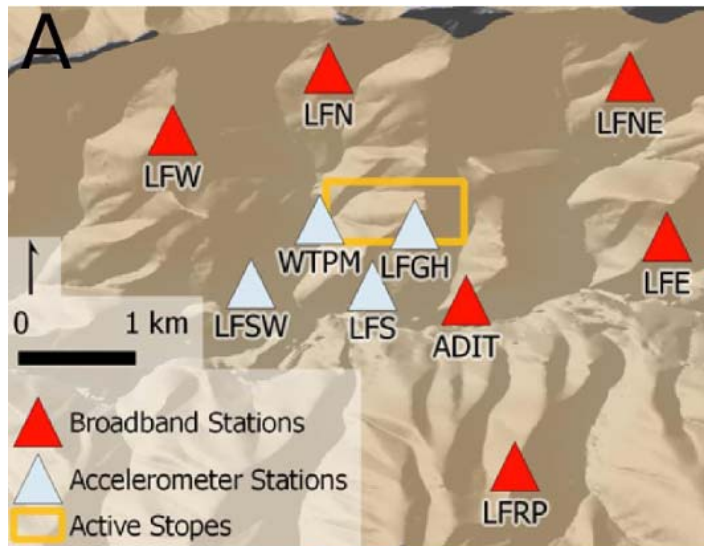 A
LFN
LFNE
LFW
WTPM
LFGH
LFE
LFSW
LFS
ADIT
0 1 km
LFRP
Broadband Stations
Accelerometer Stations
Active Stopes